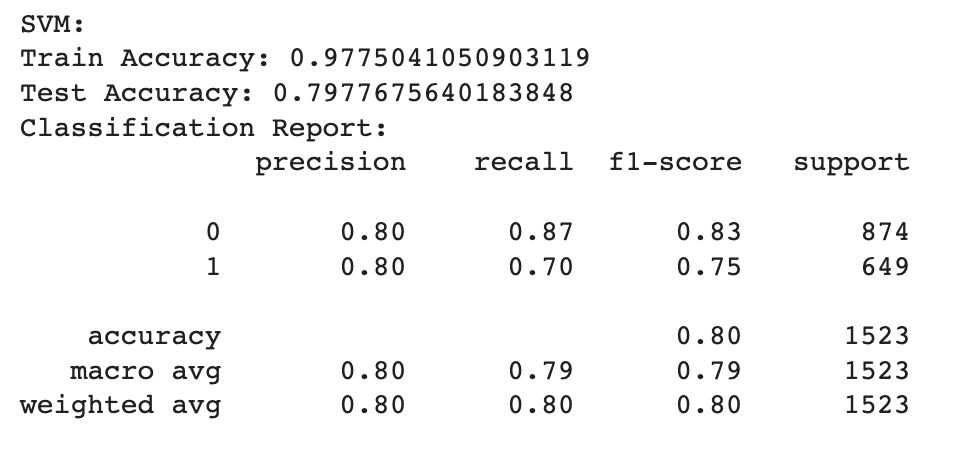 SVM:
Train Accuracy: 0.9775041050903119
Test Accuracy: 0.7977675640183848
Classification Report:
precision recall f1-score support
0 0.80 0.87 0.83 874
1 0.80 0.70 0.75 649
accuracy 0.80 1523
macro avg 0.80 0.79 0.79 1523
weighted avg 0.80 0.80 0.80 1523